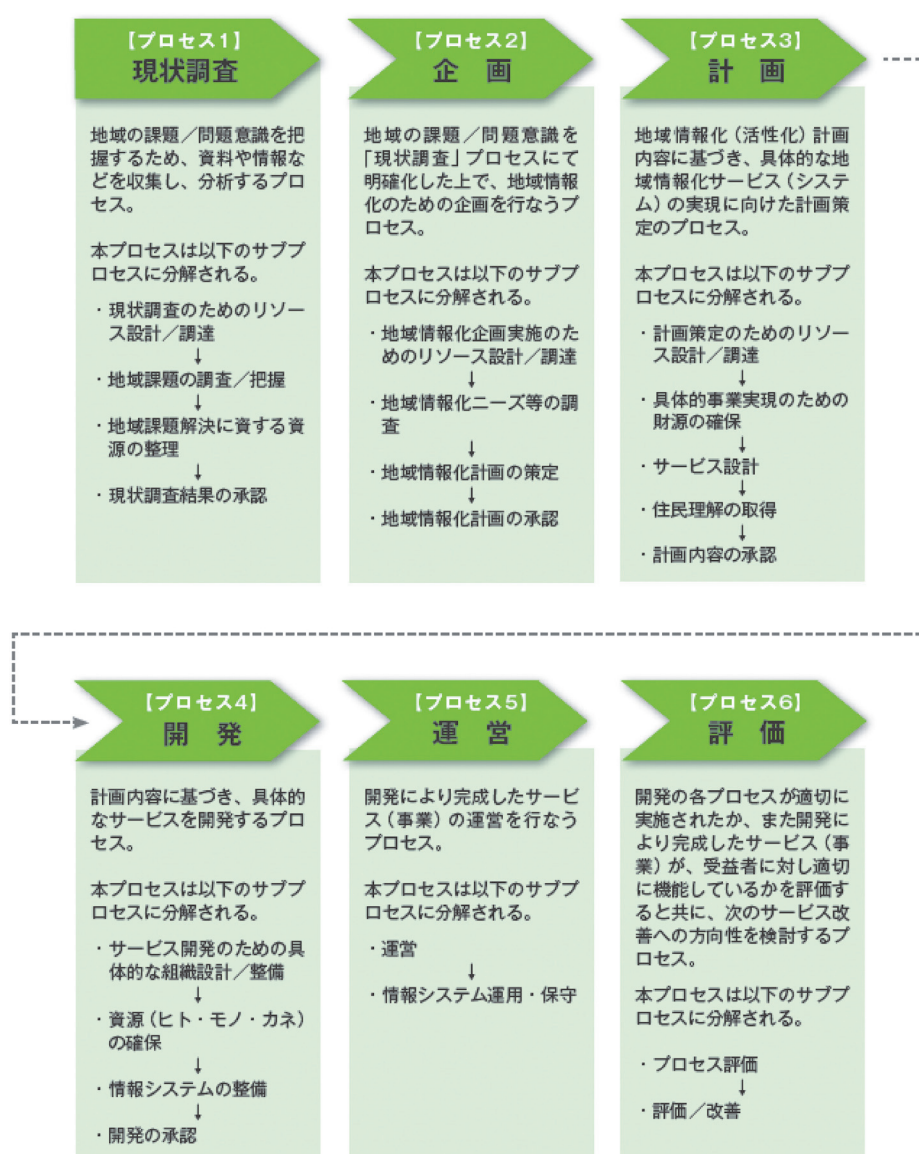 【プロセス1】
現状調査
地域の課題／問題意識を把
握するため、資料や情報な
どを収集し、分析するプロ
セス。
本プロセスは以下のサブプ
ロセスに分解される。
・現状調査のためのリソー
ス設計／調達
↓
・地域課題の調査／把握
↓
・地域課題解決に資する資
源の整理
↓
・現状調査結果の承認
【プロセス2】
企　画
地域の課題／問題意識を
「現状調査」プロセスにて
明確化した上で、地域情報
化のための企画を行なうプ
ロセス。
本プロセスは以下のサブプ
ロセスに分解される。
・地域情報化企画実施のた
めのリソース設計／調達
↓
・地域情報化ニーズ等の調
査
↓
・地域情報化計画の策定
↓
・地域情報化計画の承認
【プロセス3】
計　画
地域情報化（活性化）計画
内容に基づき、具体的な地
域情報化サービス（システ
ム）の実現に向けた計画策
定のプロセス。
本プロセスは以下のサブプ
ロセスに分解される。
・計画策定のためのリソー
ス設計／調達
↓
・具体的事業実現のための
財源の確保
↓
・サービス設計
↓
・住民理解の取得
↓
・計画内容の承認
【プロセス4】
開　発
計画内容に基づき、具体的
なサービスを開発するプロ
セス。
本プロセスは以下のサブプ
ロセスに分解される。
・サービス開発のための具
体的な組織設計／整備
↓
・資源（ヒト・モノ・カネ）
の確保
↓
・情報システムの整備
↓
・開発の承認
【プロセス5】
運　営
開発により完成したサービ
ス（事業）の運営を行なう
プロセス。
本プロセスは以下のサブプ
ロセスに分解される。
・運営
↓
・情報システム運用・保守
【プロセス6】
評　価
開発の各プロセスが適切に
実施されたか、また開発に
より完成したサービス（事
業）が、受益者に対し適切
に機能しているかを評価す
ると共に、次のサービス改
善への方向性を検討するプ
ロセス。
本プロセスは以下のサブプ
ロセスに分解される。
・プロセス評価
↓
・評価／改善